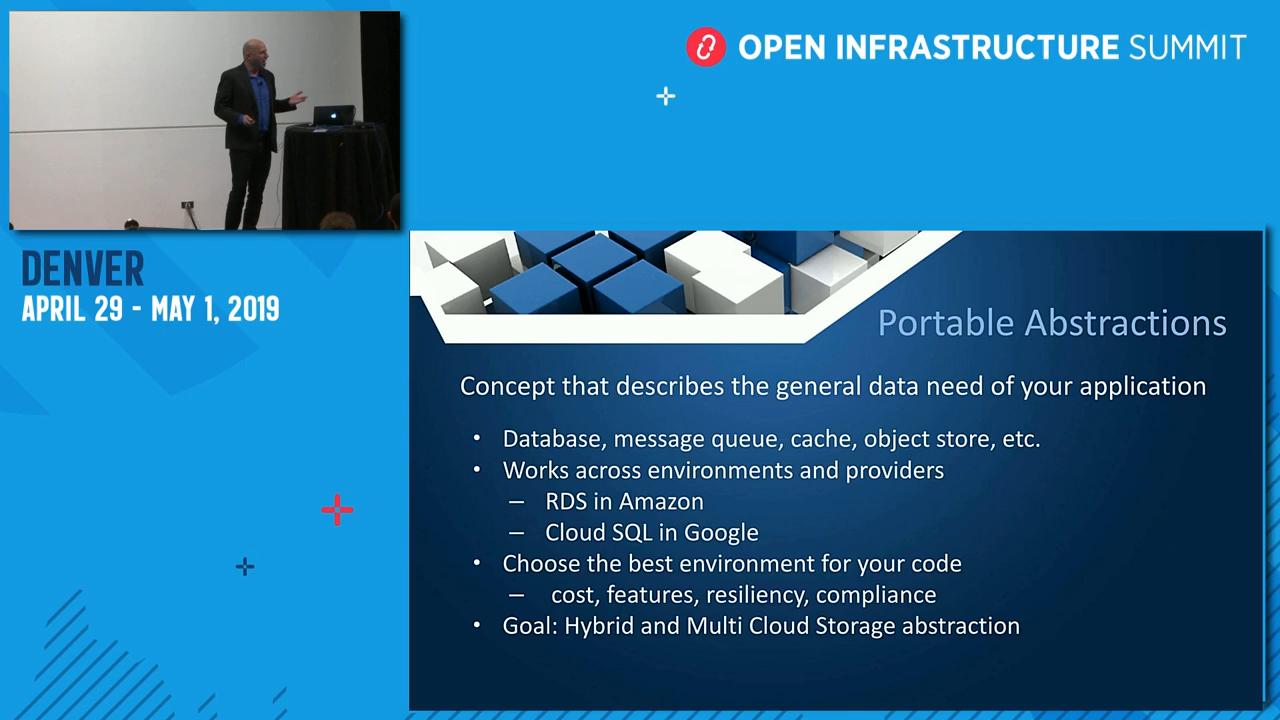 OPEN INFRASTRUCTURE SUMMIT
DENVER
APRIL 29 - MAY 1, 2019
Portable Abstractions
Concept that describes the general data need of your application
• Database, message queue, cache, object store, etc.
• Works across environments and providers
– RDS in Amazon
– Cloud SQL in Google
• Choose the best environment for your code
– cost, features, resiliency, compliance
• Goal: Hybrid and Multi Cloud Storage abstraction